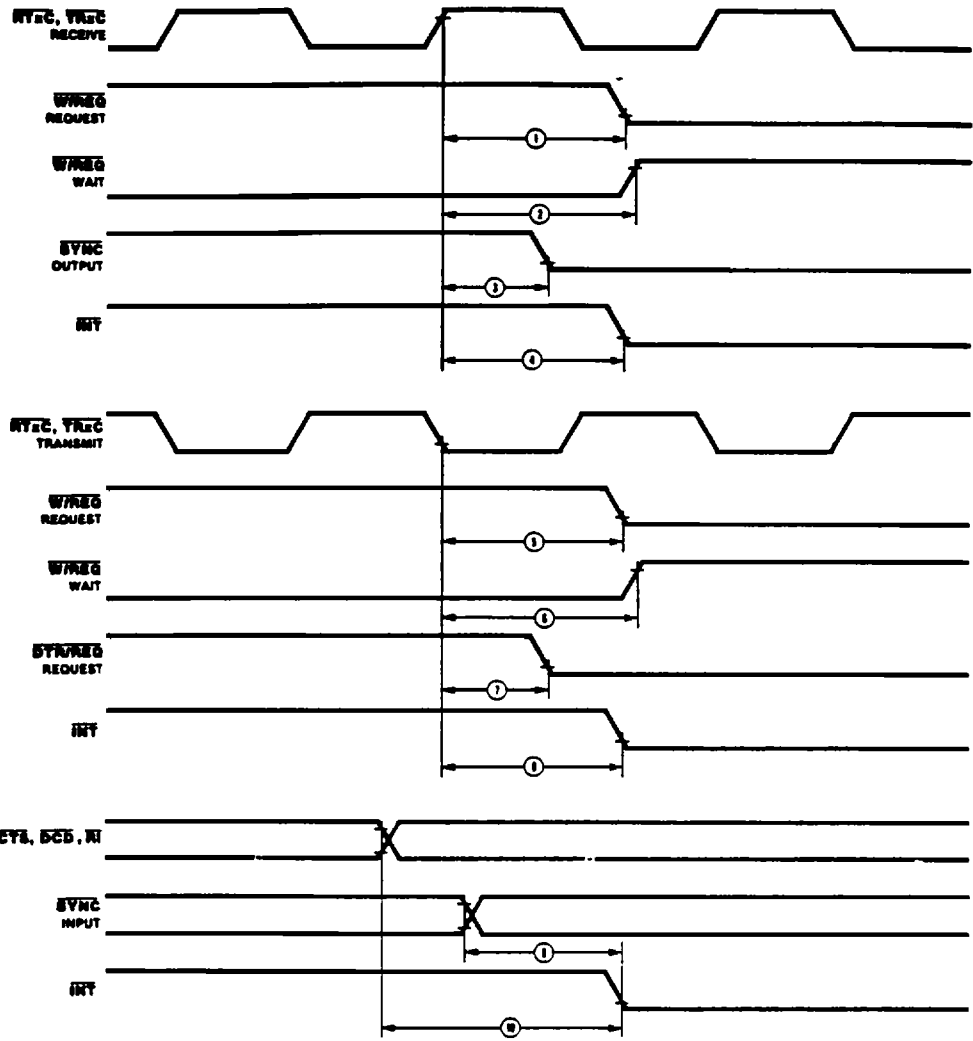 RTxC, TRxC
RECEIVE
W/REQ
REQUEST
1
W/REQ
WAIT
2
SYNC
OUTPUT
3
INT
4
RTxC, TRxC
TRANSMIT
W/REQ
REQUEST
5
W/REQ
WAIT
6
DTR/REQ
REQUEST
7
INT
8
CTS, DCD, RI
SYNC
INPUT
INT
10